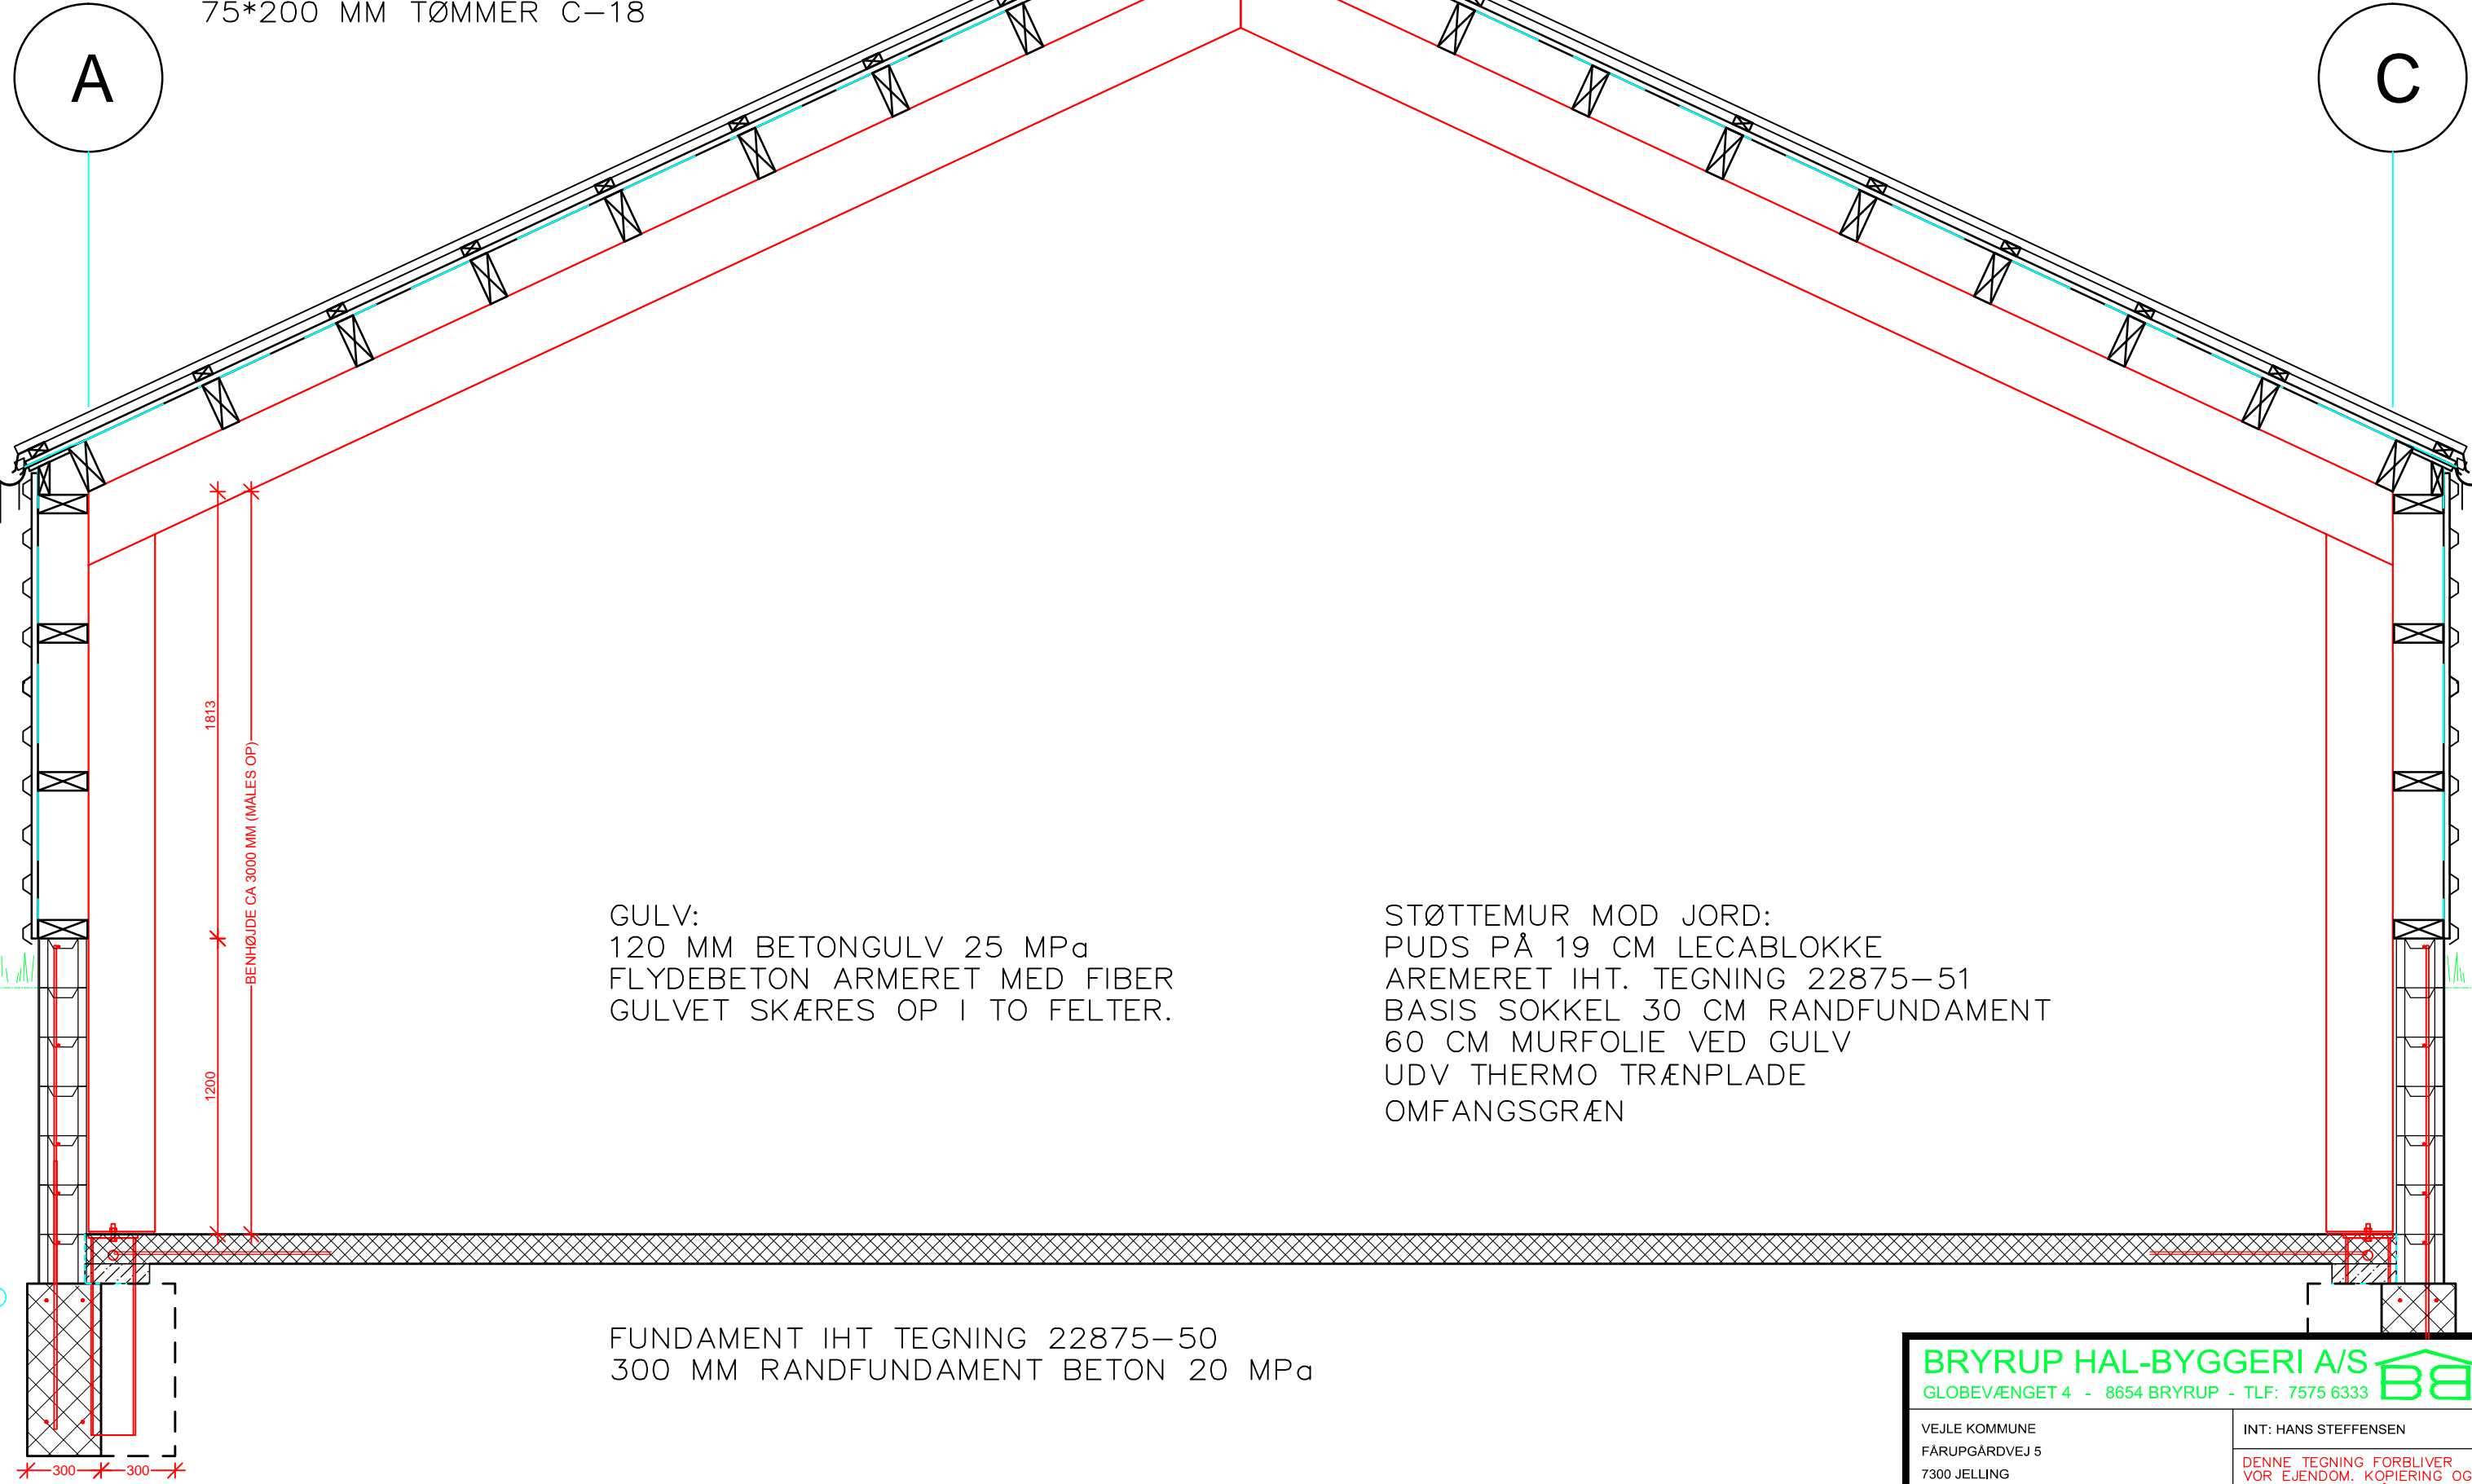 75*200 MM TØMMER C-18
A
C
1813
BENHØJDE CA 3000 MM (MÅLES OP)
1200
GULV:
120 MM BETONGULV 25 MPa
FLYDEBETON ARMERET MED FIBER
GULVET SKÆRES OP I TO FELTER.
STØTTEMUR MOD JORD:
PUDS PÅ 19 CM LECABLOKKE
AREMERET IHT. TEGNING 22875-51
BASIS SOKKEL 30 CM RANDFUNDAMENT
60 CM MURFOLIE VED GULV
UDV THERMO TRÆNPLADE
OMFANGSGRÆN
FUNDAMENT IHT TEGNING 22875-50
300 MM RANDFUNDAMENT BETON 20 MPa
300
300
BRYRUP HAL-BYGGERI A/S
GLOBEVÆNGET 4 - 8654 BRYRUP - TLF: 7575 6333
BB
VEJLE KOMMUNE
FÅRUPGÅRDVEJ 5
7300 JELLING
INT: HANS STEFFENSEN
DENNE TEGNING FORBLIVER
VOR EJENDOM. KOPIERING OG